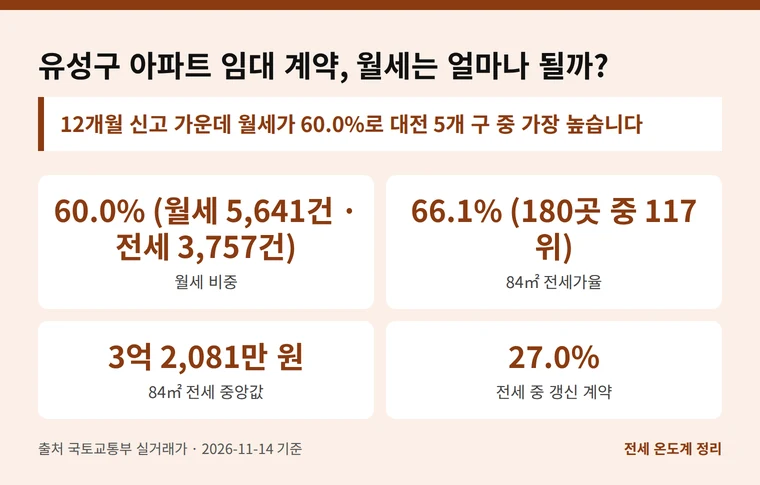 유성구 아파트 임대 계약, 월세는 얼마나 될까?
12개월 신고 가운데 월세가 60.0%로 대전 5개 구 중 가장 높습니다
60.0% (월세 5,641건 ·
전세 3,757건)
월세 비중
66.1% (180곳 중 117
위)
84㎡ 전세가율
3억 2,081만 원
84㎡ 전세 중앙값
27.0%
전세 중 갱신 계약
출처 국토교통부 실거래가 · 2026-11-14 기준
전세 온도계 정리